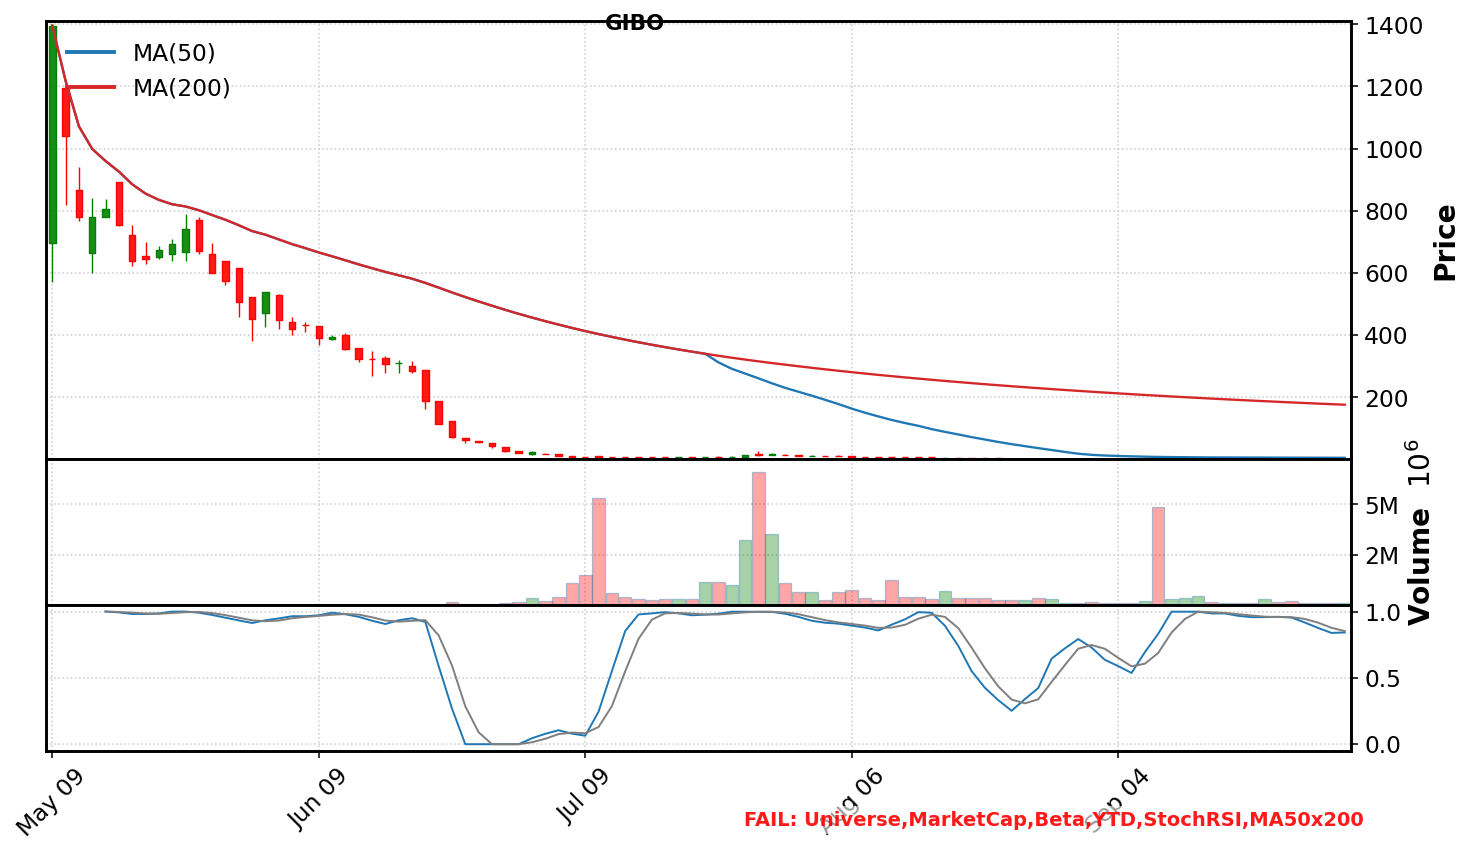 GIBO
MA(50)
MA(200)
1400
1200
1000
800
600
400
200
Price
10⁶
5M
2M
Volume
1.0
0.5
0.0
May 09
Jun 09
Jul 09
Aug 06
Sep 04
FAIL: Universe,MarketCap,Beta,YTD,StochRSI,MA50x200